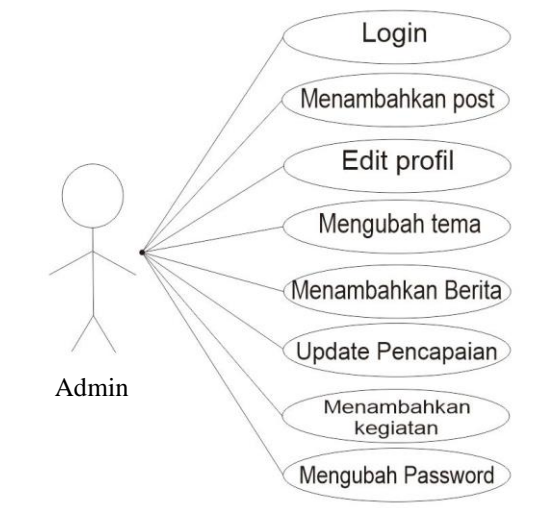 Login
Menambahkan post
Edit profil
Mengubah tema
Menambahkan Berita
Update Pencapaian
Admin
Menambahkan
kegiatan
Mengubah Password